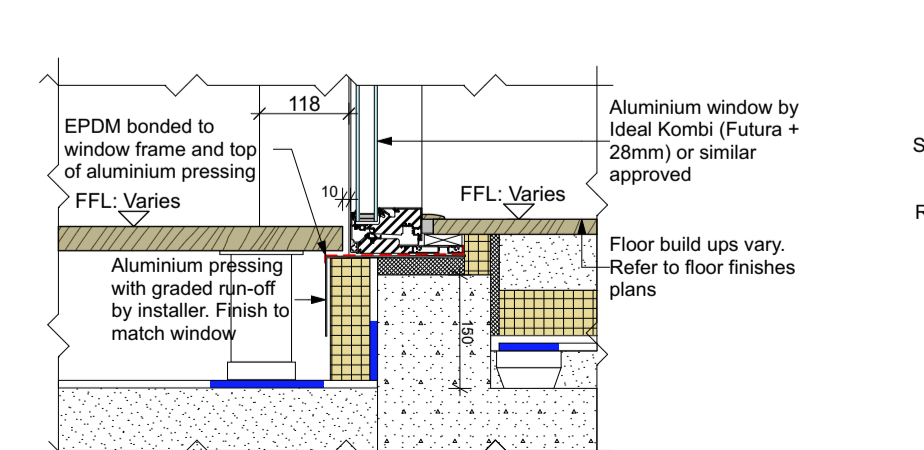 118
EPDM bonded to
window frame and top
of aluminium pressing
FFL: Varies
10
FFL: Varies
Aluminium window by
Ideal Kombi (Futura +
28mm) or similar
approved
Aluminium pressing
with graded run-off
by installer. Finish to
match window
150
Floor build ups vary.
Refer to floor finishes
plans
S
R